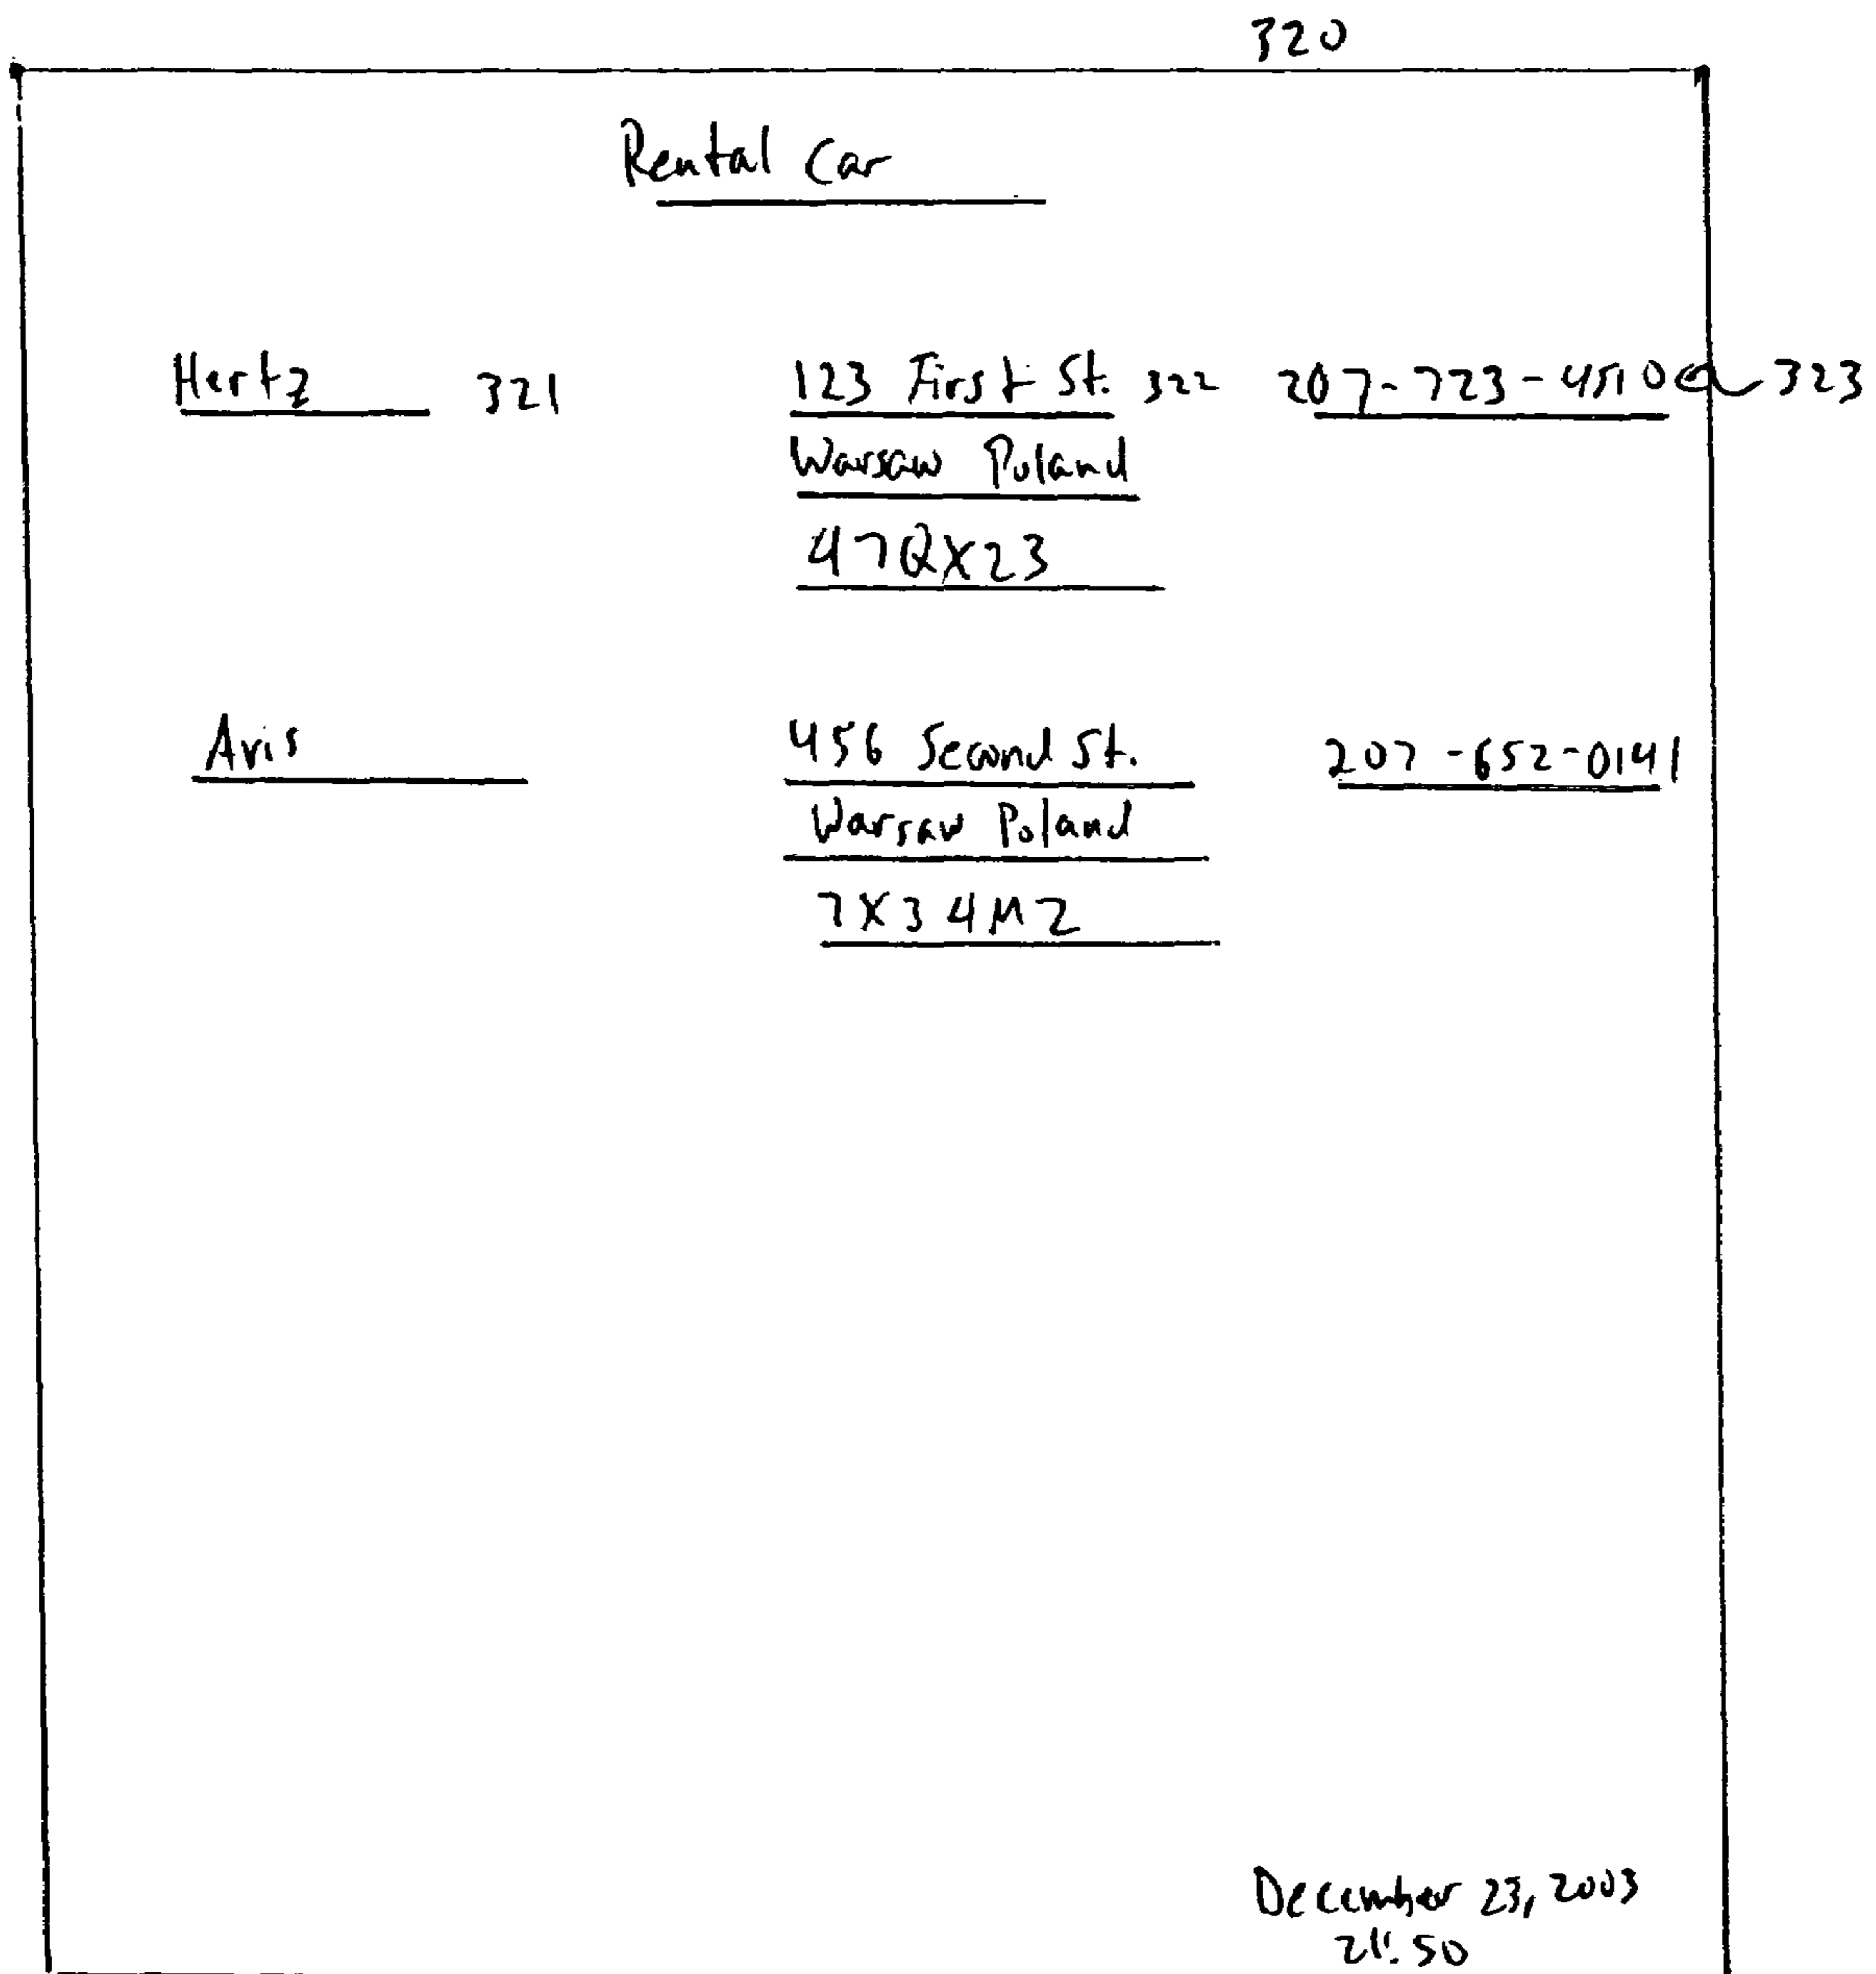 320
Rental Car
Hertz 321 123 First St. 322 207-723-4510 323
Warsaw Poland
47QX23
Avis 456 Second St. 207-652-0141
Warsaw Poland
7X34MZ
December 23, 2003
21:50